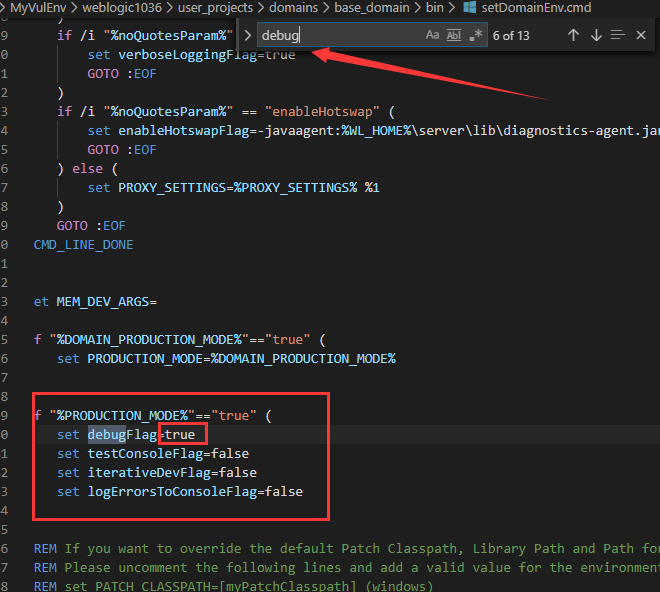 MyVulEnv > weblogic1036 > user_projects > domains > base_domain > bin > setDomainEnv.cmd
debug Aa Abl .* 6 of 13
)
9 if /i "%noQuotesParam%"
0 set verboseLoggingFlag=true
1 GOTO :EOF
2 )
3 if /i "%noQuotesParam%" == "enableHotswap" (
4 set enableHotswapFlag=-javaagent:%WL_HOME%\server\lib\diagnostics-agent.jar
5 GOTO :EOF
6 ) else (
7 set PROXY_SETTINGS=%PROXY_SETTINGS% %1
8 )
9 GOTO :EOF
0 CMD_LINE_DONE
1
2
3 et MEM_DEV_ARGS=
4
5 f "%DOMAIN_PRODUCTION_MODE%"=="true" (
6 set PRODUCTION_MODE=%DOMAIN_PRODUCTION_MODE%
7
8
9 f "%PRODUCTION_MODE%"=="true" (
0 set debugFlag=true
1 set testConsoleFlag=false
2 set iterativeDevFlag=false
3 set logErrorsToConsoleFlag=false
4
5
6 REM If you want to override the default Patch Classpath, Library Path and Path for
7 REM Please uncomment the following lines and add a valid value for the environment
8 REM set PATCH_CLASSPATH=[myPatchClasspath] (windows)